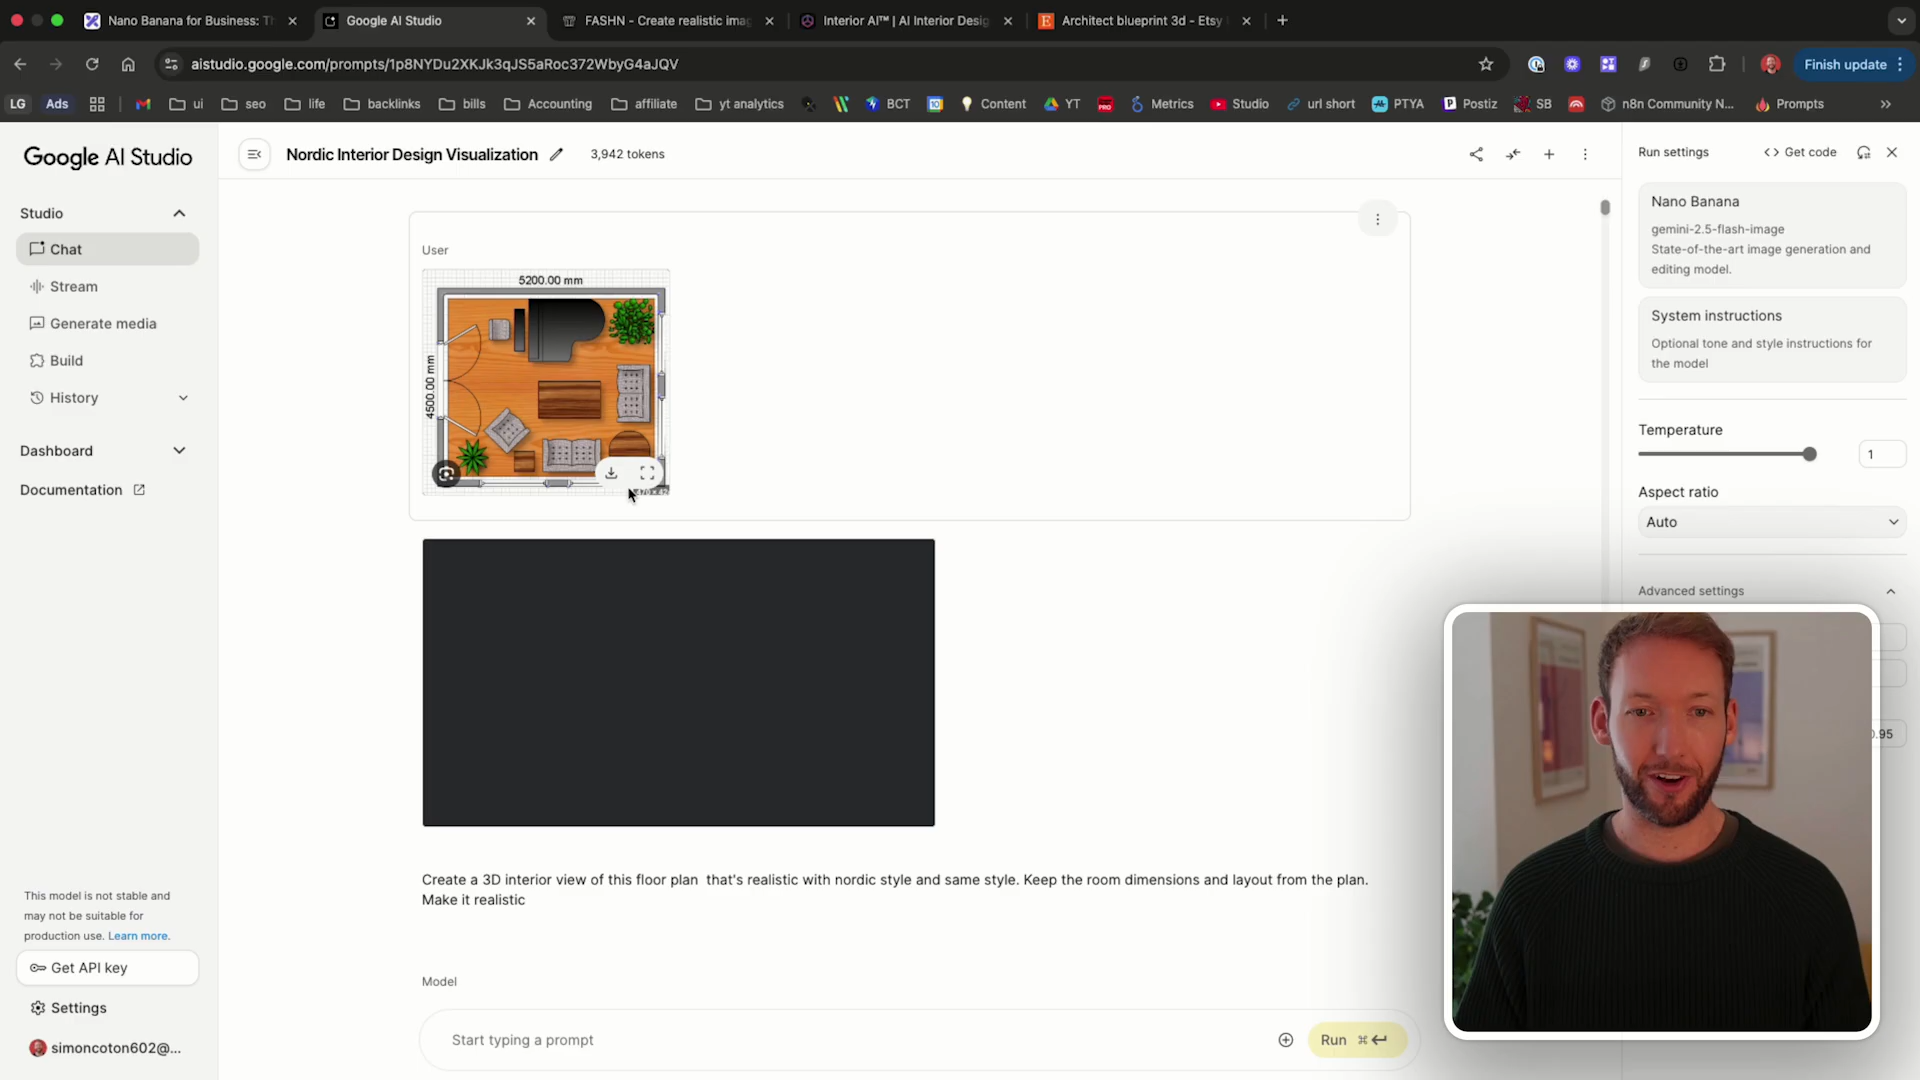 Nano Banana for Business: Th
Google AI Studio
FASHN - Create realistic imag
Interior AI™ | AI Interior Desig
Architect blueprint 3d - Etsy
aistudio.google.com/prompts/1p8NYDu2XKJk3qJS5aRoc372WbyG4aJQV
Finish update
LG
Ads
ui
seo
life
backlinks
bills
Accounting
affiliate
yt analytics
BCT
Content
YT
Metrics
Studio
url short
PTYA
Postiz
SB
n8n Community N...
Prompts
Google AI Studio
Studio
Chat
Stream
Generate media
Build
History
Dashboard
Documentation
This model is not stable and
may not be suitable for
production use. Learn more.
Get API key
Settings
simoncoton602@...
Nordic Interior Design Visualization
3,942 tokens
User
5200.00 mm
4500.00 mm
Create a 3D interior view of this floor plan  that's realistic with nordic style and same style. Keep the room dimensions and layout from the plan.
Make it realistic
Model
Start typing a prompt
Run
Run settings
Get code
Nano Banana
gemini-2.5-flash-image
State-of-the-art image generation and
editing model.
System instructions
Optional tone and style instructions for
the model
Temperature
1
Aspect ratio
Auto
Advanced settings
0.95